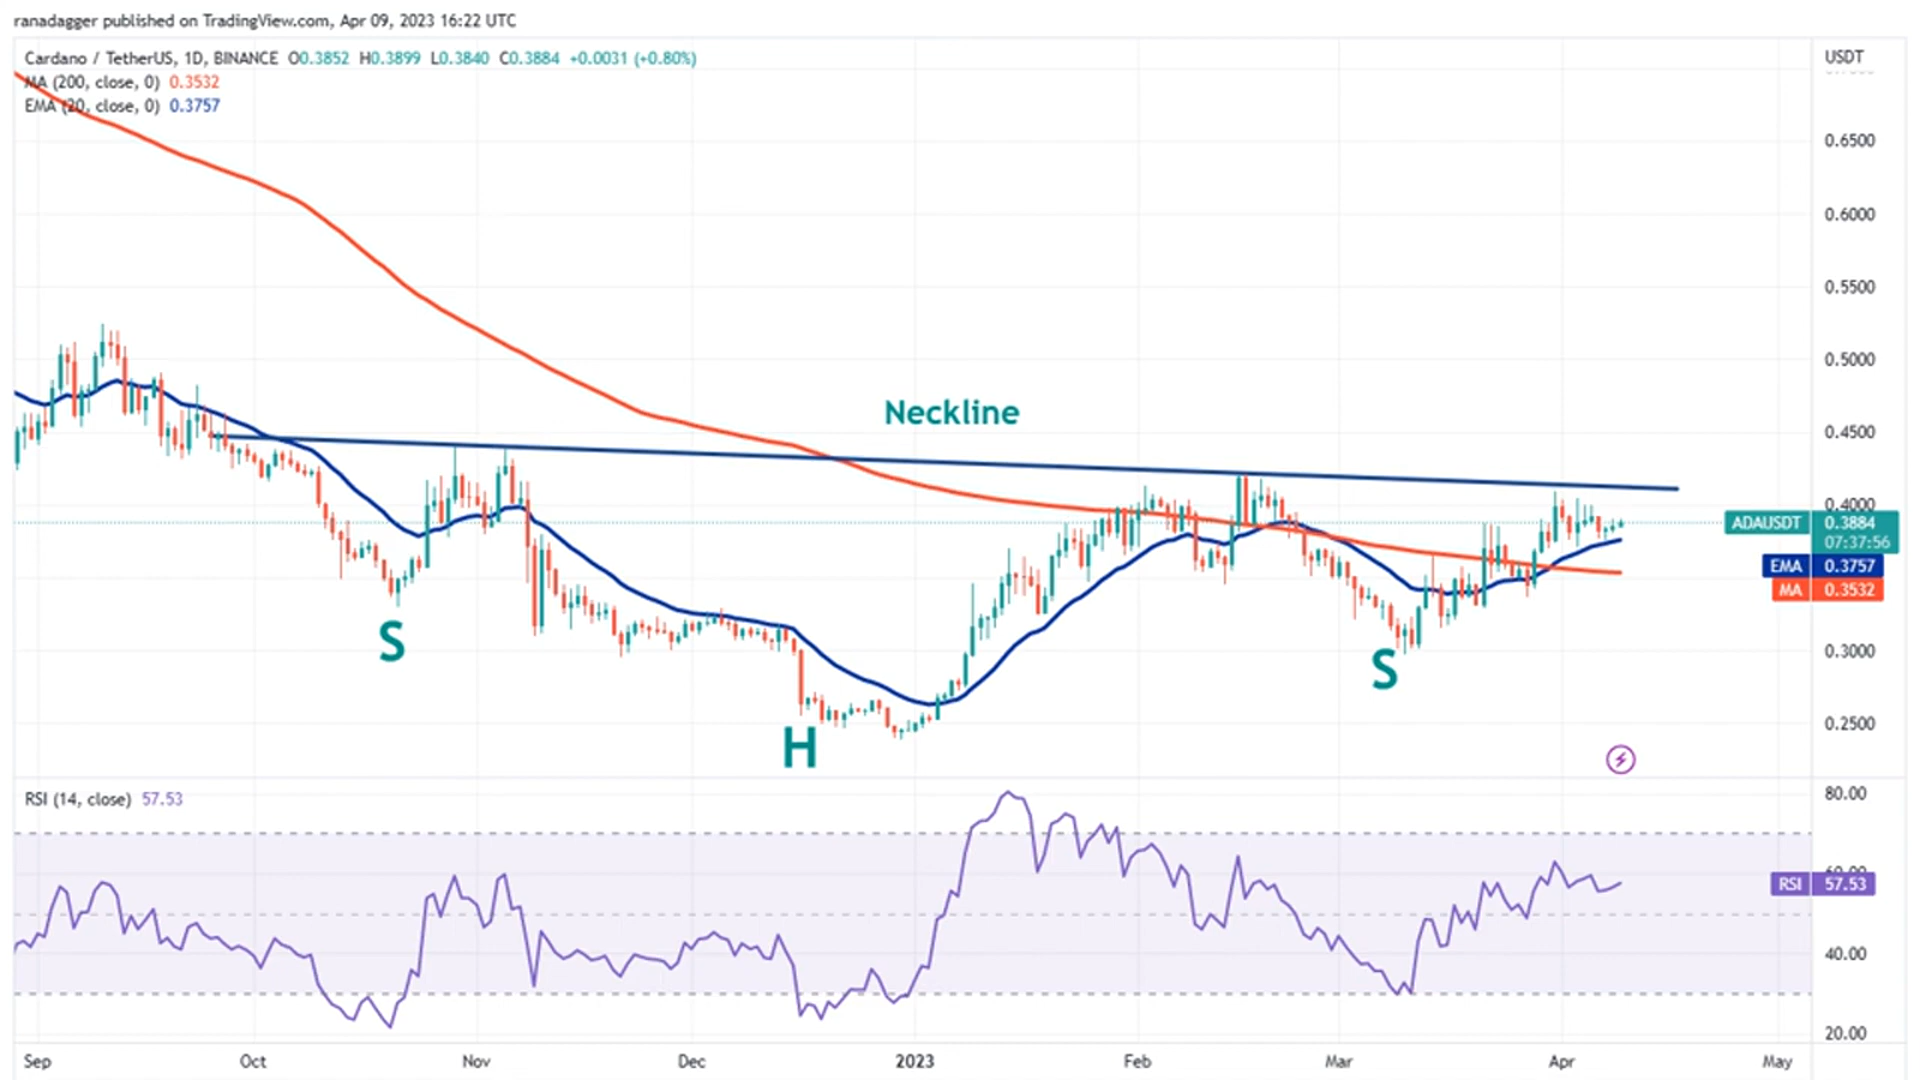 ranadagger published on TradingView.com, Apr 09, 2023 16:22 UTC
Cardano / TetherUS, 1D, BINANCE O0.3852 H0.3899 L0.3840 C0.3884 +0.0031 (+0.80%)
USDT
MA (200, close, 0) 0.3532
EMA (20, close, 0) 0.3757
0.6500
0.6000
0.5500
0.5000
Neckline
0.4500
0.4000
ADAUSDT 0.3884
07:37:56
EMA 0.3757
MA 0.3532
S
S
0.3000
0.2500
H
RSI (14, close) 57.53
80.00
60.00
RSI 57.53
40.00
20.00
Sep Oct Nov Dec 2023 Feb Mar Apr May